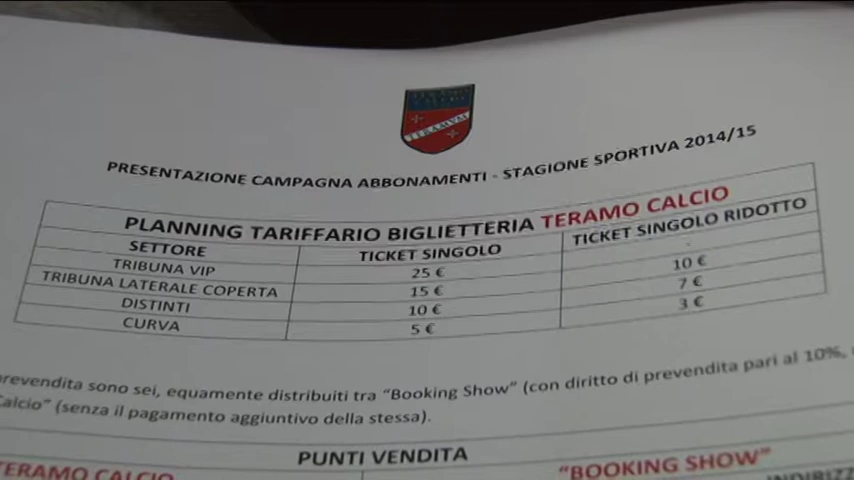 TERAMVM
PRESENTAZIONE CAMPAGNA ABBONAMENTI - STAGIONE SPORTIVA 2014/15
PLANNING TARIFFARIO BIGLIETTERIA TERAMO CALCIO
SETTORE TICKET SINGOLO TICKET SINGOLO RIDOTTO
TRIBUNA VIP 25 €
TRIBUNA LATERALE COPERTA 15 € 10 €
DISTINTI 10 € 7 €
CURVA 5 € 3 €
prevendita sono sei, equamente distribuiti tra "Booking Show" (con diritto di prevendita pari al 10%,
Calcio" (senza il pagamento aggiuntivo della stessa).
PUNTI VENDITA
TERAMO CALCIO "BOOKING SHOW"